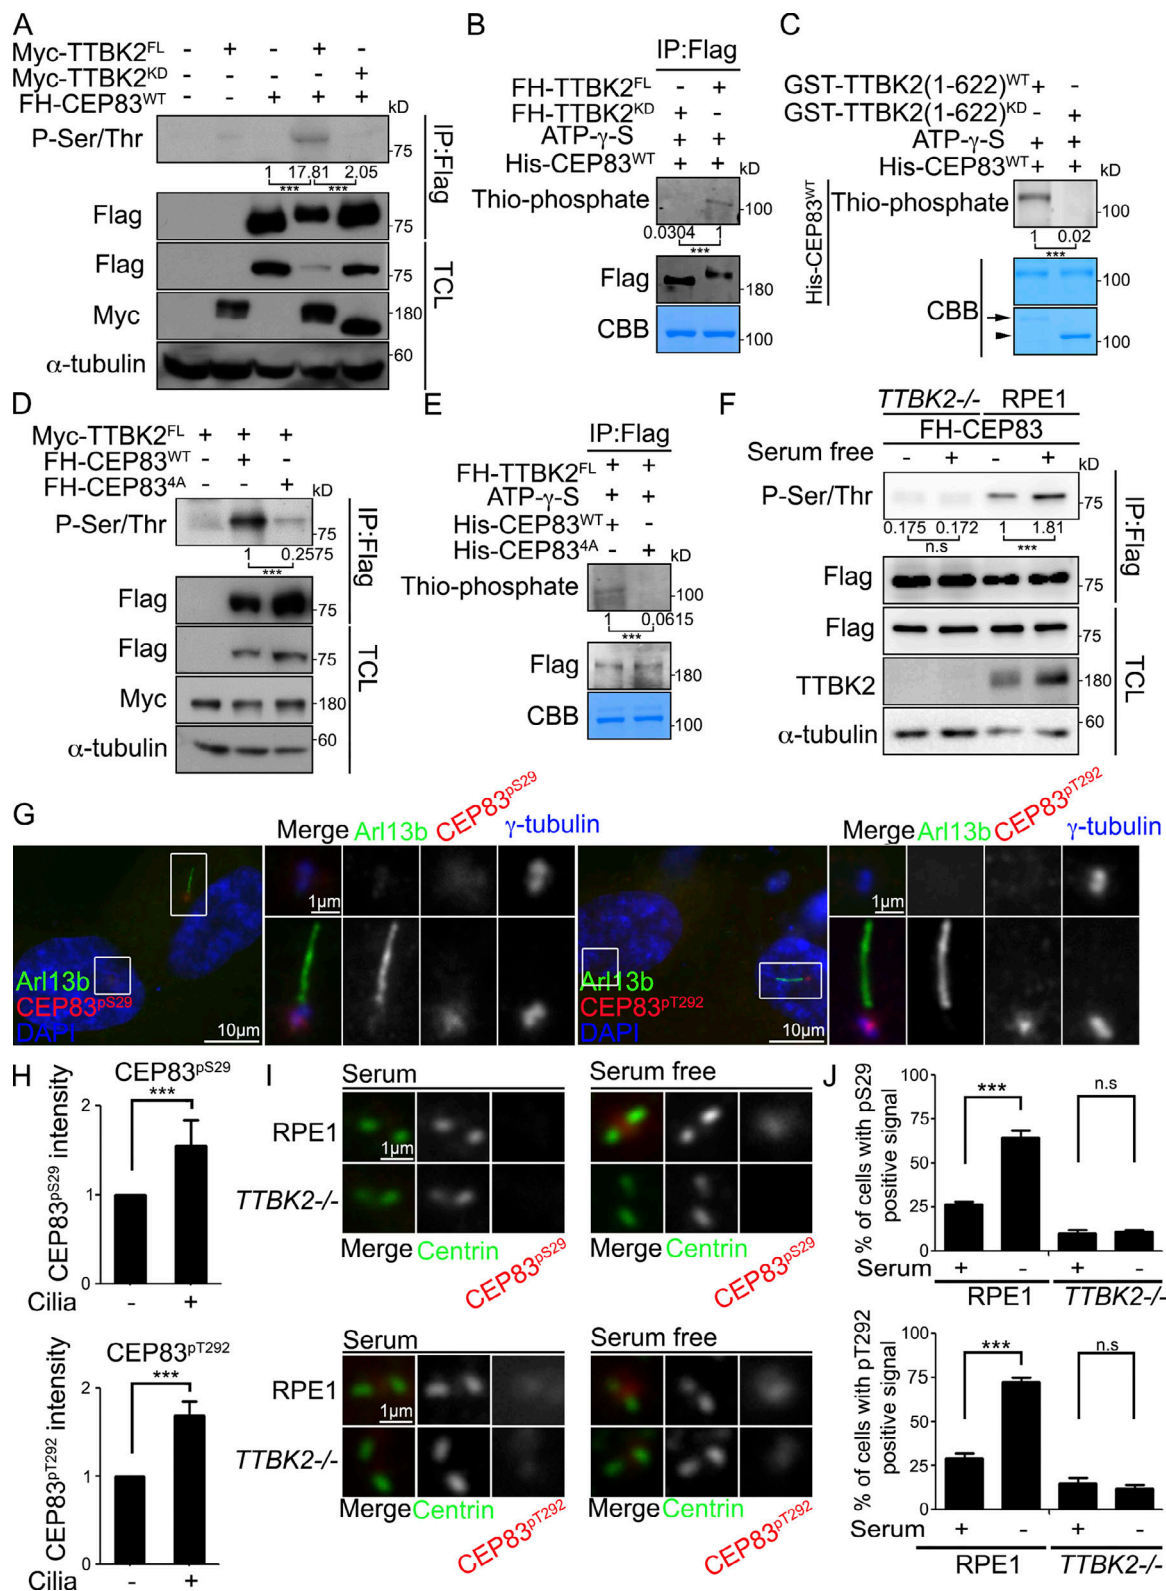 A
Myc-TTBK2FL - + - + -
Myc-TTBK2KD - - - - +
FH-CEP83WT - - + + +
kD
P-Ser/Thr
75
1 17.81 2.05
*** ***
Flag
75
IP:Flag
Flag
75
Myc
180
α-tubulin
60
TCL
B
IP:Flag
FH-TTBK2FL - +
FH-TTBK2KD + -
ATP-γ-S + +
His-CEP83WT + +
kD
Thio-phosphate
100
0.0304 1
***
Flag
180
CBB
100
C
GST-TTBK2(1-622)WT + -
GST-TTBK2(1-622)KD - +
ATP-γ-S + +
His-CEP83WT + +
kD
Thio-phosphate
100
1 0.02
***
His-CEP83WT
CBB
100
100
D
Myc-TTBK2FL + + +
FH-CEP83WT - + -
FH-CEP834A - - +
kD
P-Ser/Thr
75
1 0.2575
***
Flag
75
IP:Flag
Flag
75
Myc
180
α-tubulin
60
TCL
E
IP:Flag
FH-TTBK2FL + +
ATP-γ-S + +
His-CEP83WT + -
His-CEP834A - +
kD
Thio-phosphate
100
1 0.0615
***
Flag
180
CBB
100
F
TTBK2-/- RPE1
FH-CEP83
Serum free - + - +
kD
P-Ser/Thr
75
0.175 0.172 1 1.81
n.s ***
Flag
75
IP:Flag
Flag
75
TTBK2
180
α-tubulin
60
TCL
G
Merge Arl13b CEP83pS29 γ-tubulin
1μm
Arl13b
CEP83pS29
DAPI
10μm
Merge Arl13b CEP83pT292 γ-tubulin
1μm
Arl13b
CEP83pT292
DAPI
10μm
H
CEP83pS29
***
CEP83pS29 intensity
2
1
0
Cilia - +
CEP83pT292
***
CEP83pT292 intensity
2
1
0
Cilia - +
I
Serum Serum free
RPE1
1μm
TTBK2-/-
Merge Centrin CEP83pS29
CEP83pS29
Serum Serum free
RPE1
1μm
TTBK2-/-
Merge Centrin CEP83pT292
Merge Centrin CEP83pT292
J
% of cells with pS29 positive signal
100
75
50
25
0
*** n.s
Serum + - + -
RPE1 TTBK2-/-
% of cells with pT292 positive signal
100
75
50
25
0
*** n.s
Serum + - + -
RPE1 TTBK2-/-